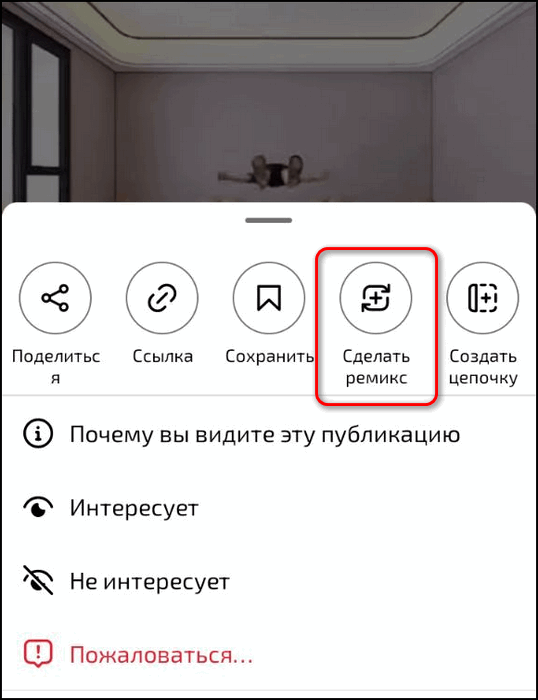 Поделитьс
я
Ссылка
Сохранить
Сделать
ремикс
Создать
цепочку
Почему вы видите эту публикацию
Интересует
Не интересует
Пожаловаться...